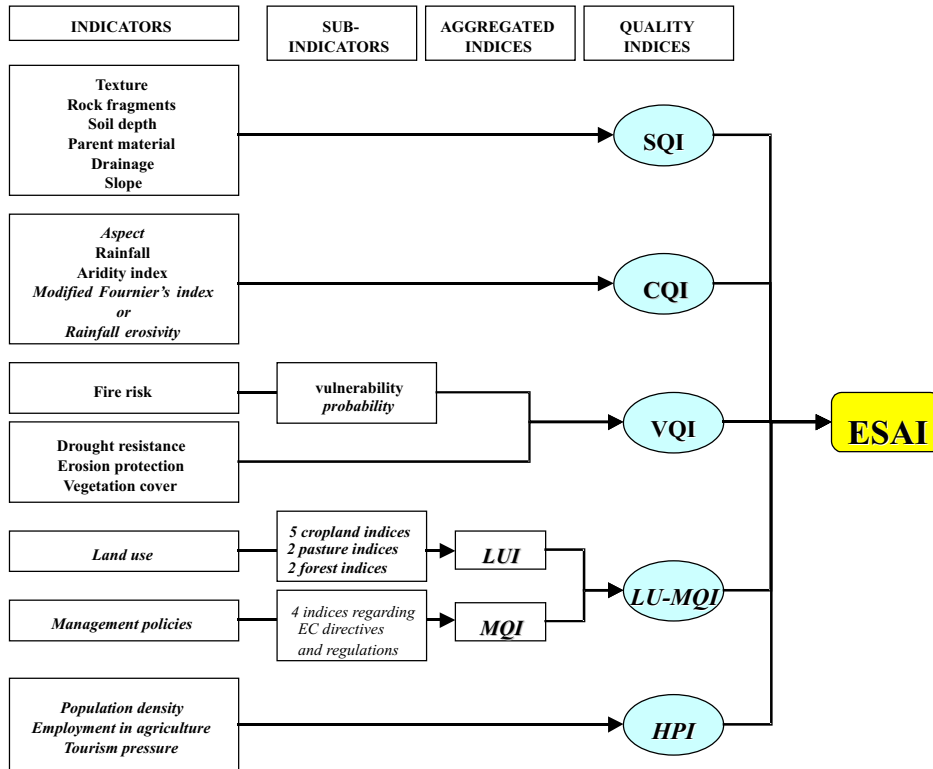 INDICATORS
SUB-
INDICATORS
AGGREGATED
INDICES
QUALITY
INDICES
Texture
Rock fragments
Soil depth
Parent material
Drainage
Slope
SQI
Aspect
Rainfall
Aridity index
Modified Fournier's index
or
Rainfall erosivity
CQI
Fire risk
vulnerability
probability
Drought resistance
Erosion protection
Vegetation cover
VQI
ESAI
Land use
5 cropland indices
2 pasture indices
2 forest indices
LUI
Management policies
4 indices regarding
EC directives
and regulations
MQI
LU-MQI
Population density
Employment in agriculture
Tourism pressure
HPI